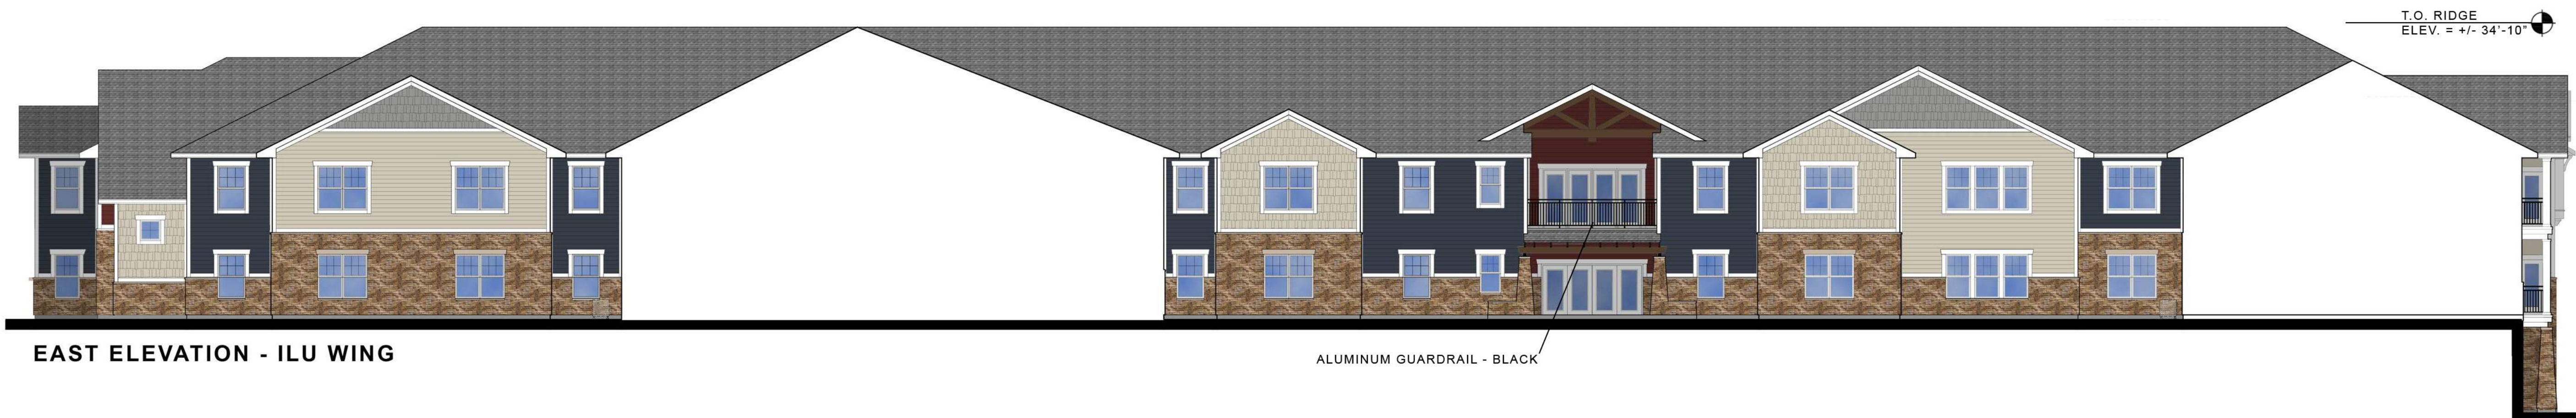 T.O. RIDGE
ELEV. = +/- 34'-10"
EAST ELEVATION - ILU WING
ALUMINUM GUARDRAIL - BLACK